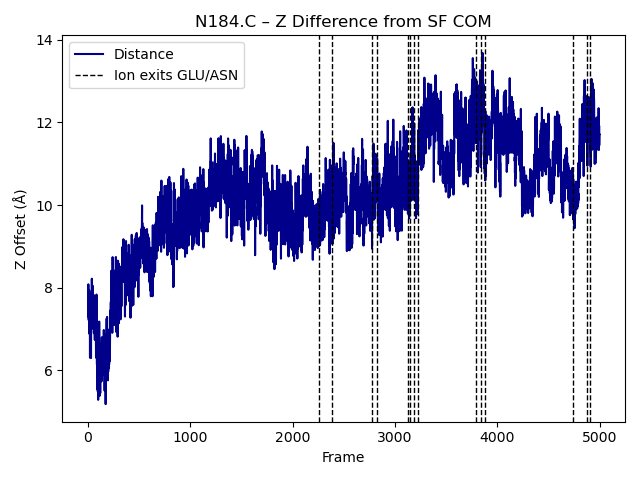 N184.C – Z Difference from SF COM
Distance
Ion exits GLU/ASN
14
12
10
8
6
Z Offset (Å)
0
1000
2000
3000
4000
5000
Frame